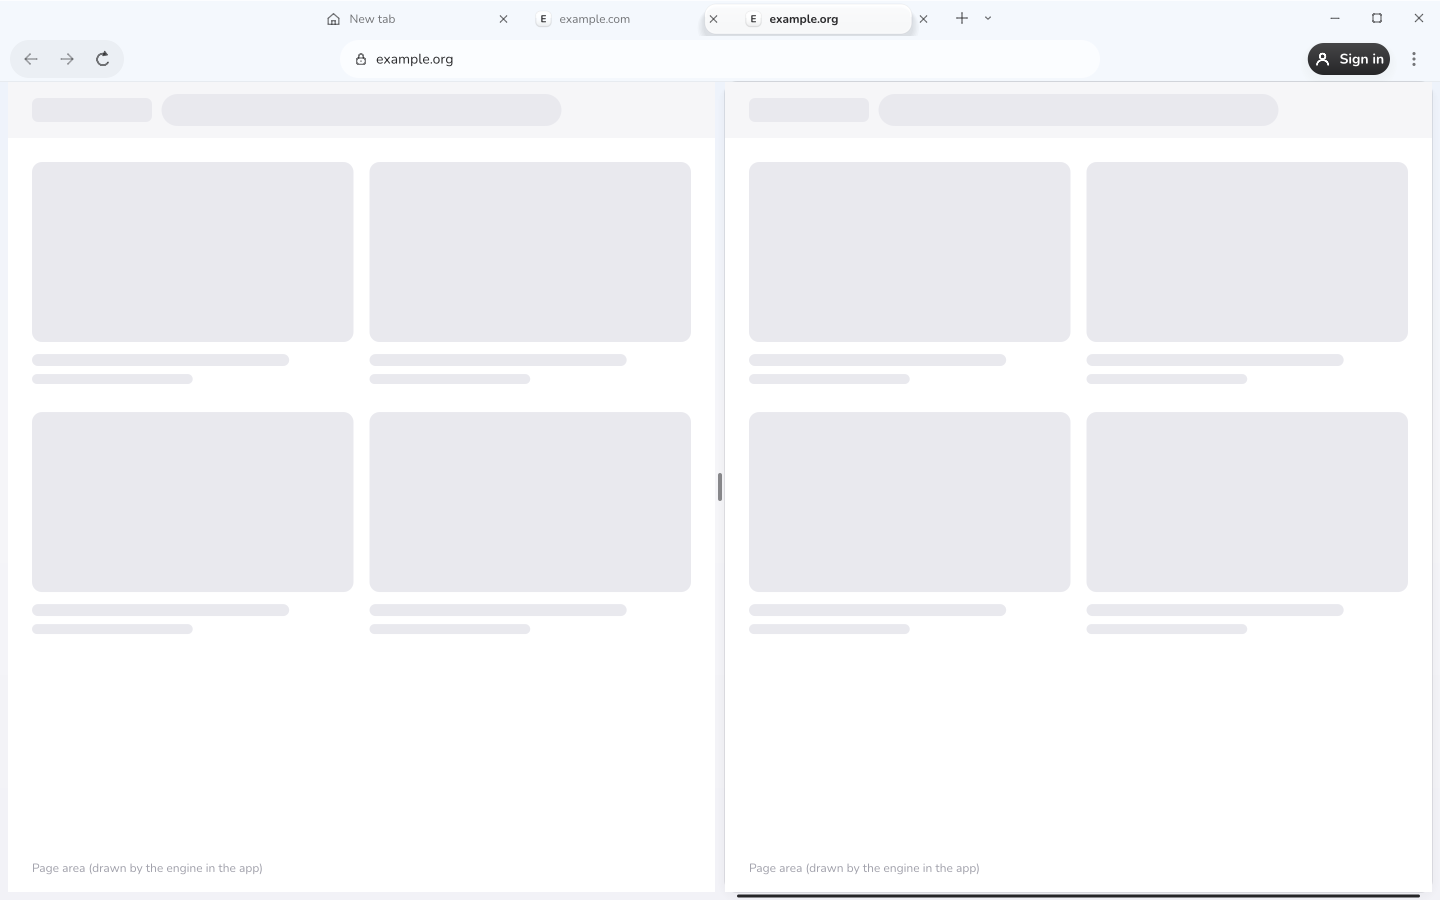 New tab
E example.com
E example.org
example.org
Sign in
Page area (drawn by the engine in the app)
Page area (drawn by the engine in the app)